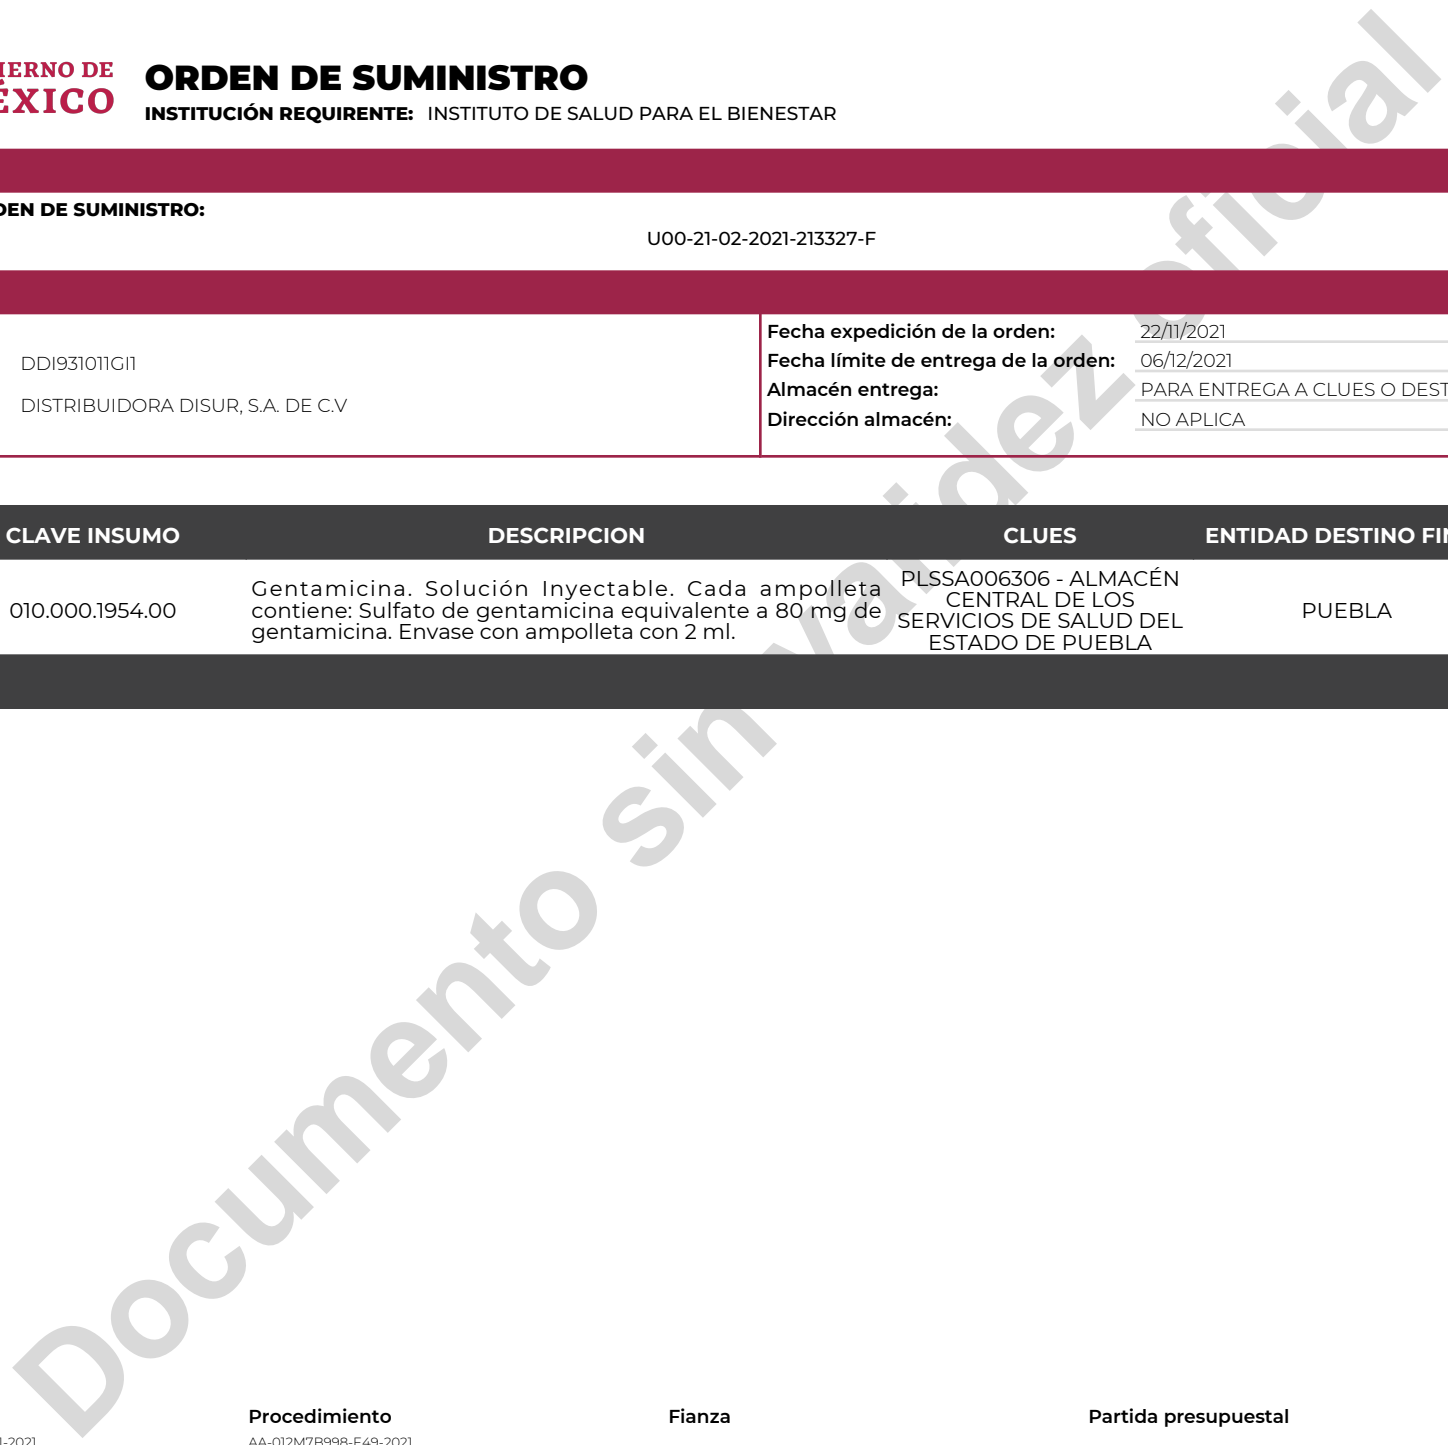 IERNO DE
ÉXICO
ORDEN DE SUMINISTRO
INSTITUCIÓN REQUIRENTE: INSTITUTO DE SALUD PARA EL BIENESTAR
DEN DE SUMINISTRO:
U00-21-02-2021-213327-F
DDI931011GI1
DISTRIBUIDORA DISUR, S.A. DE C.V
Fecha expedición de la orden: 22/11/2021
Fecha límite de entrega de la orden: 06/12/2021
Almacén entrega: PARA ENTREGA A CLUES O DEST
Dirección almacén: NO APLICA
CLAVE INSUMO DESCRIPCION CLUES ENTIDAD DESTINO FIN
010.000.1954.00
Gentamicina. Solución Inyectable. Cada ampolleta
contiene: Sulfato de gentamicina equivalente a 80 mg de
gentamicina. Envase con ampolleta con 2 ml.
PLSSA006306 - ALMACÉN
CENTRAL DE LOS
SERVICIOS DE SALUD DEL
ESTADO DE PUEBLA
PUEBLA
Documento sin validez oficial
Procedimiento Fianza Partida presupuestal
-2021 AA-012M7B998-E49-2021